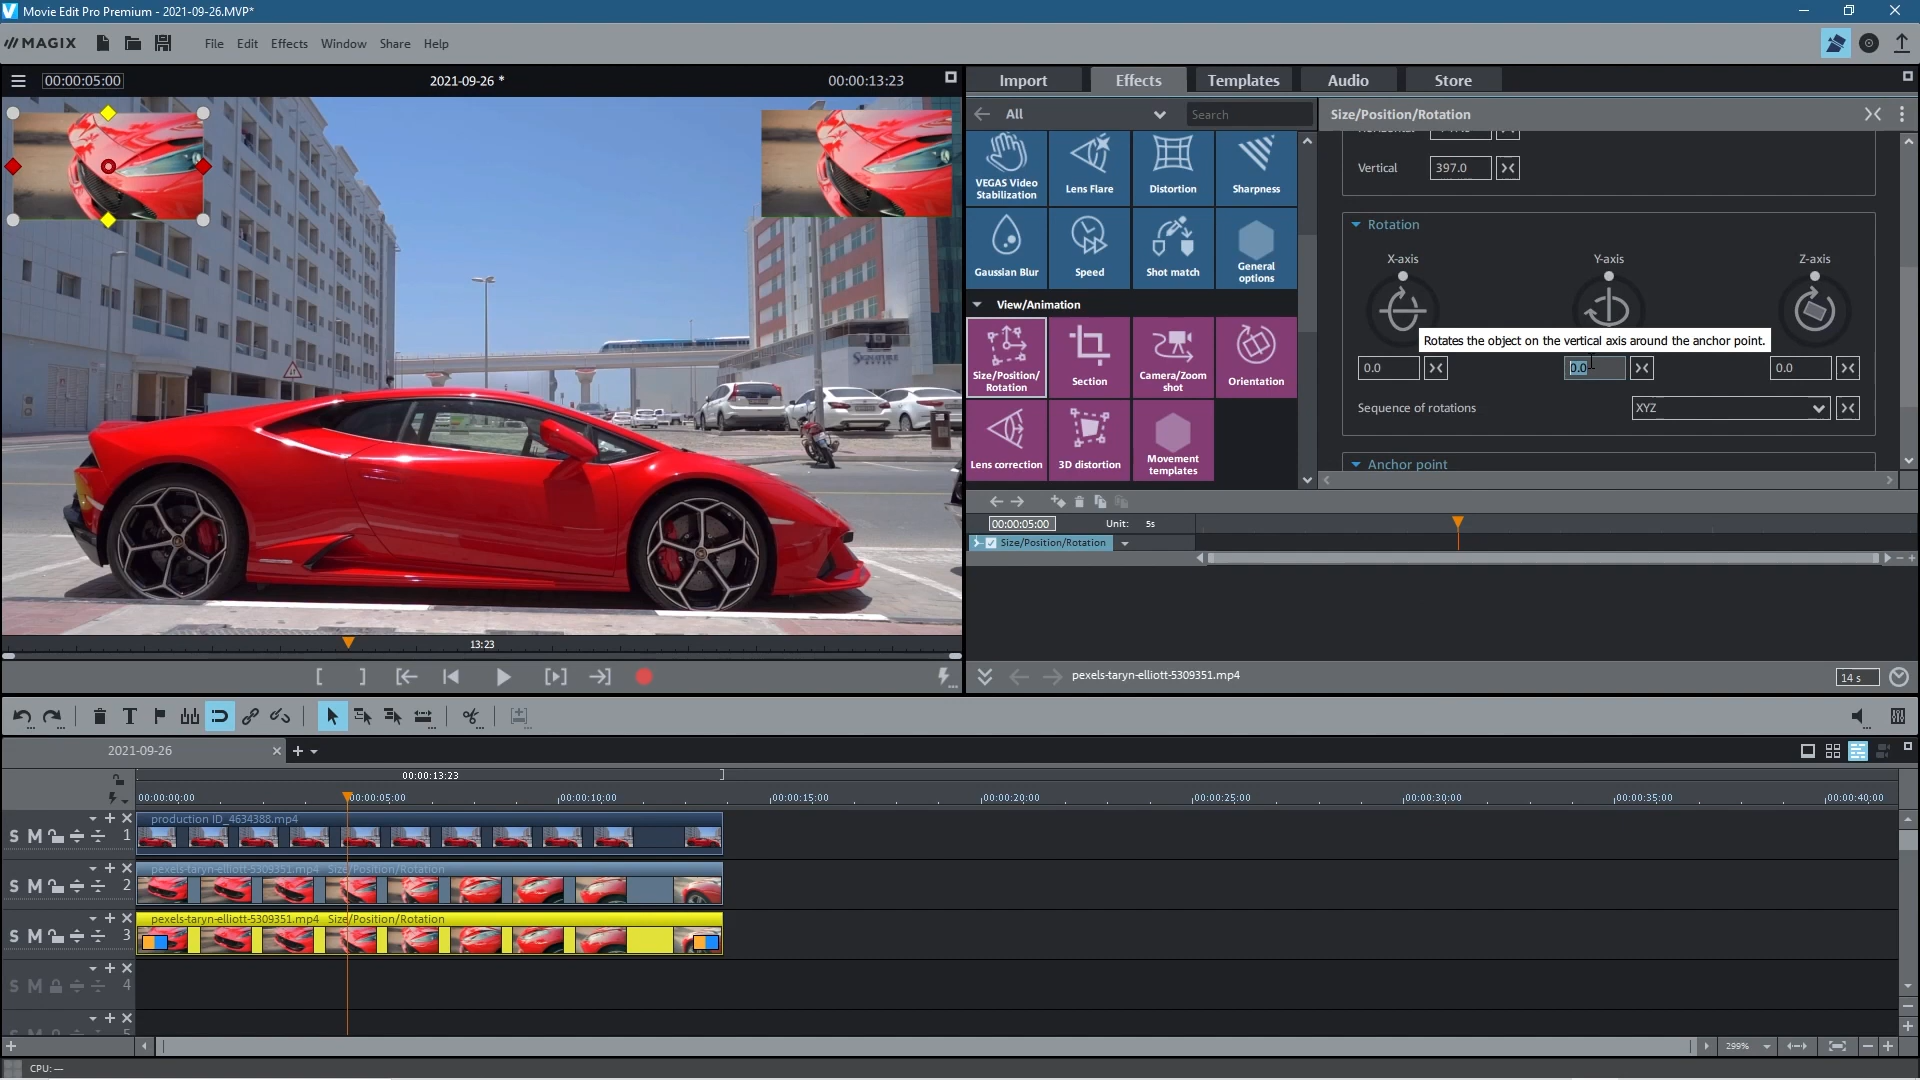 Movie Edit Pro Premium - 2021-09-26.MVP*
MAGIX
File Edit Effects Window Share Help
00:00:05:00
2021-09-26 *
00:00:13:23
Import Effects Templates Audio Store
All
Search
Size/Position/Rotation
VEGAS Video Stabilization
Lens Flare
Distortion
Sharpness
Gaussian Blur
Speed
Shot match
General options
View/Animation
Size/Position/ Rotation
Section
Camera/Zoom shot
Orientation
Lens correction
3D distortion
Movement templates
Vertical
397.0
Rotation
X-axis
Y-axis
Z-axis
Rotates the object on the vertical axis around the anchor point.
0.0
0.0
0.0
Sequence of rotations
XYZ
Anchor point
SIGNATURE
00:00:05:00
Unit: 5s
Size/Position/Rotation
13:23
pexels-taryn-elliott-5309351.mp4
14 s
2021-09-26
00:00:13:23
00:00:00:00 00:00:05:00 00:00:10:00 00:00:15:00 00:00:20:00 00:00:25:00 00:00:30:00 00:00:35:00 00:00:40:00
S M 1
production ID_4634388.mp4
S M 2
pexels-taryn-elliott-5309351.mp4 Size/Position/Rotation
S M 3
pexels-taryn-elliott-5309351.mp4 Size/Position/Rotation
S M 4
299%
CPU: —